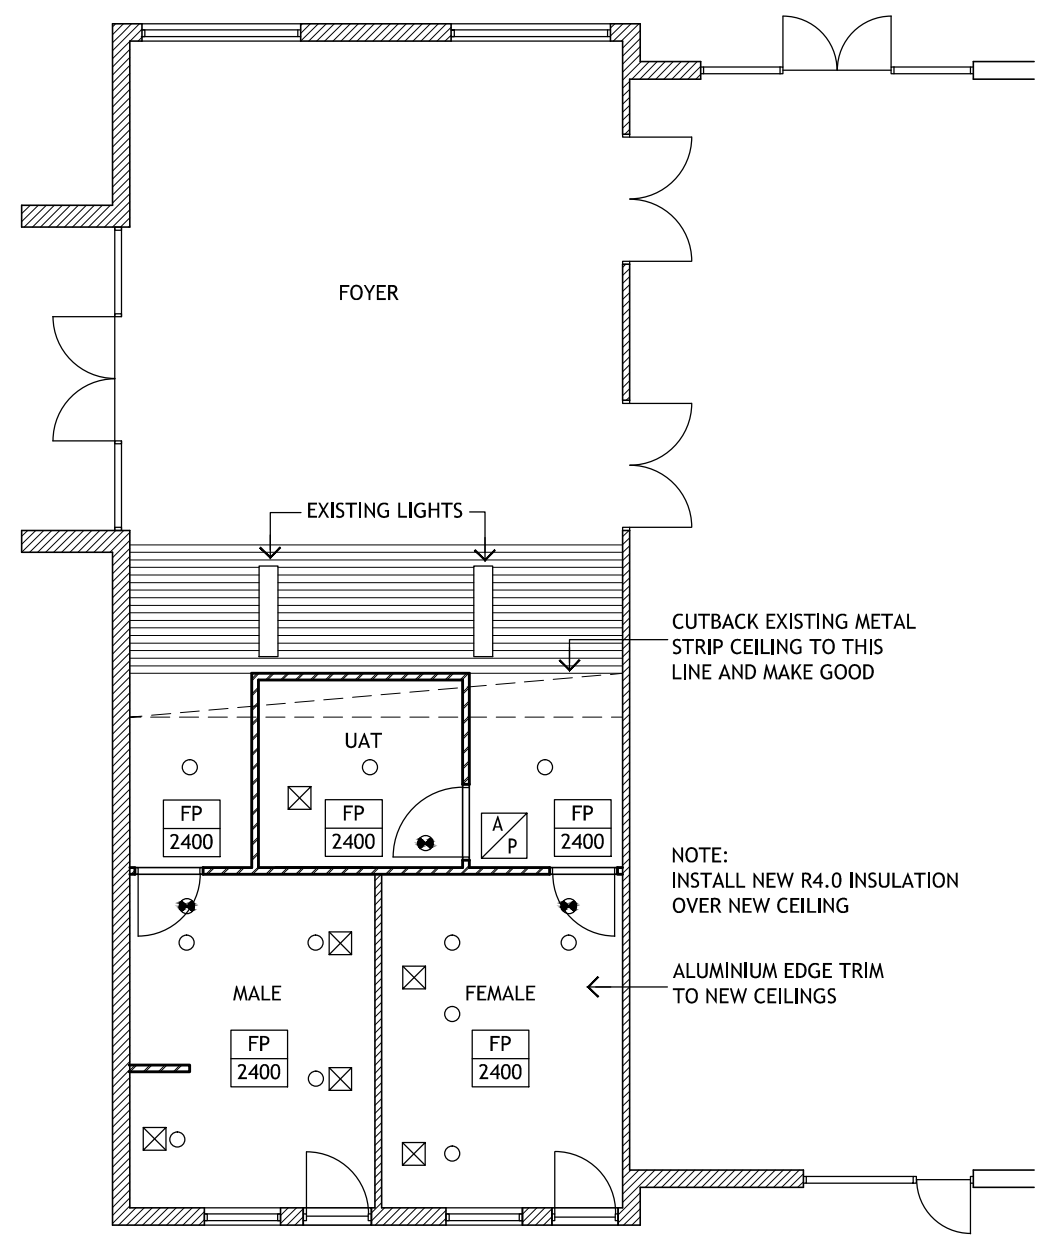 FOYER
EXISTING LIGHTS
CUTBACK EXISTING METAL
STRIP CEILING TO THIS
LINE AND MAKE GOOD
UAT
FP
2400
FP
2400
A
P
FP
2400
NOTE:
INSTALL NEW R4.0 INSULATION
OVER NEW CEILING
ALUMINIUM EDGE TRIM
TO NEW CEILINGS
MALE
FEMALE
FP
2400
FP
2400